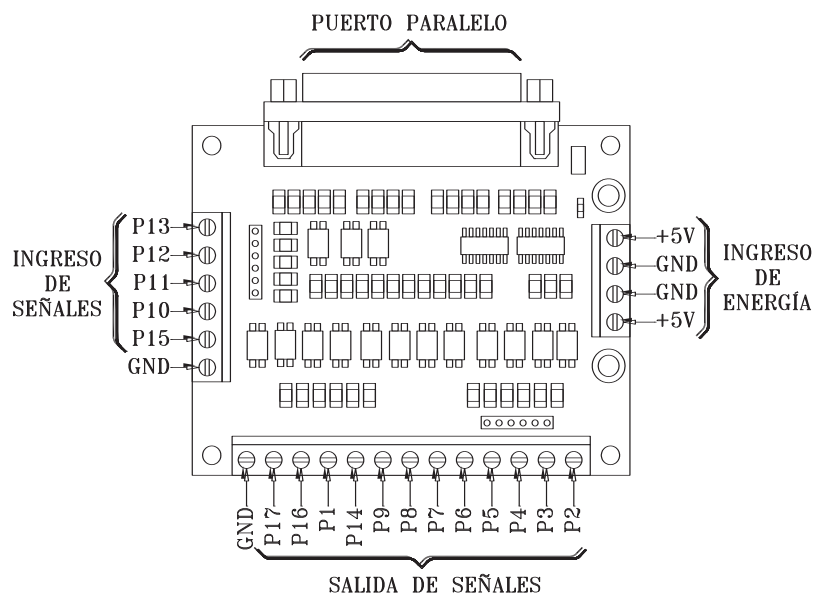 PUERTO PARALELO
P13
P12
P11
P10
P15
GND
INGRESO
DE
SEÑALES
+5V
GND
GND
+5V
INGRESO
DE
ENERGÍA
GND
P17
P16
P1
P14
P9
P8
P7
P6
P5
P4
P3
P2
SALIDA DE SEÑALES